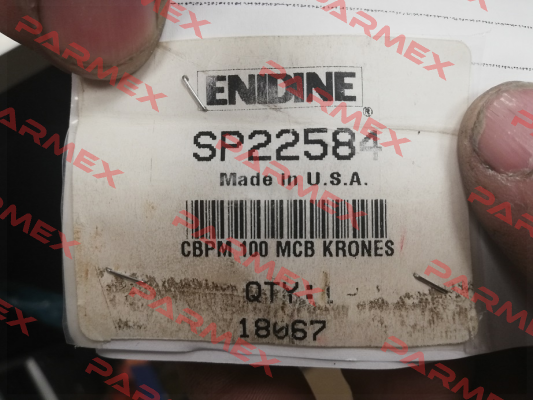 ENIDINE
®
SP22584
Made in U.S.A.
CBPM 100 MCB KRONES
QTY: 1
18067
PARMEX